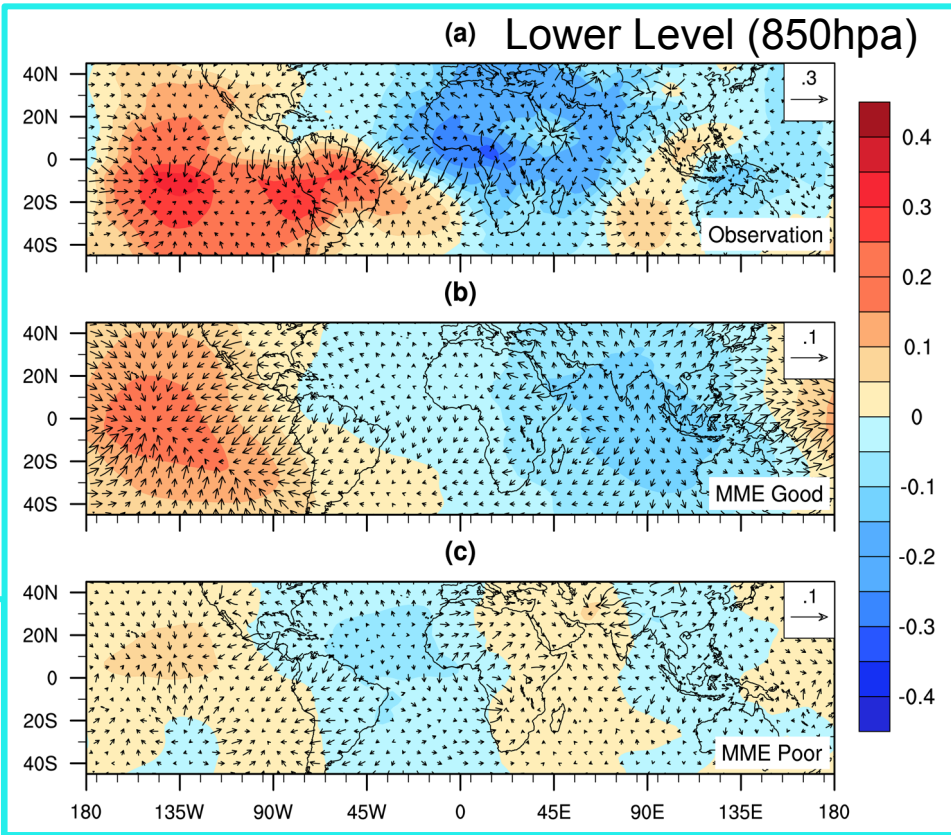 (a) Lower Level (850hpa)
40N
20N
0
20S
40S
.3
Observation
(b)
40N
20N
0
20S
40S
.1
MME Good
(c)
40N
20N
0
20S
40S
.1
MME Poor
180 135W 90W 45W 0 45E 90E 135E 180
0.4
0.3
0.2
0.1
0
-0.1
-0.2
-0.3
-0.4